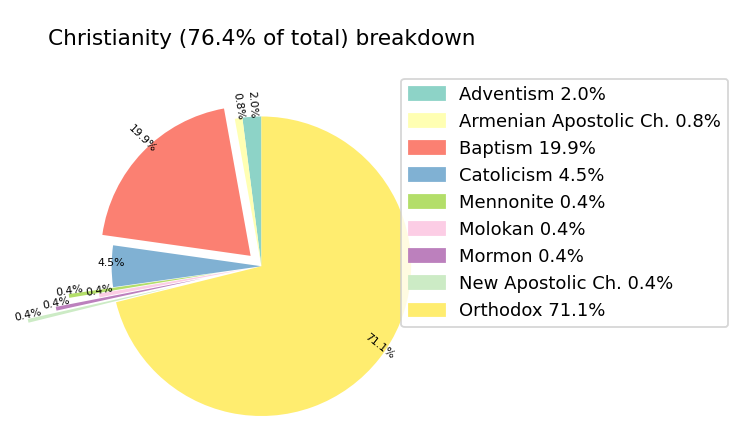 Christianity (76.4% of total) breakdown
2.0%
0.8%
19.9%
4.5%
0.4%
0.4%
0.4%
0.4%
71.1%
Adventism 2.0%
Armenian Apostolic Ch. 0.8%
Baptism 19.9%
Catolicism 4.5%
Mennonite 0.4%
Molokan 0.4%
Mormon 0.4%
New Apostolic Ch. 0.4%
Orthodox 71.1%